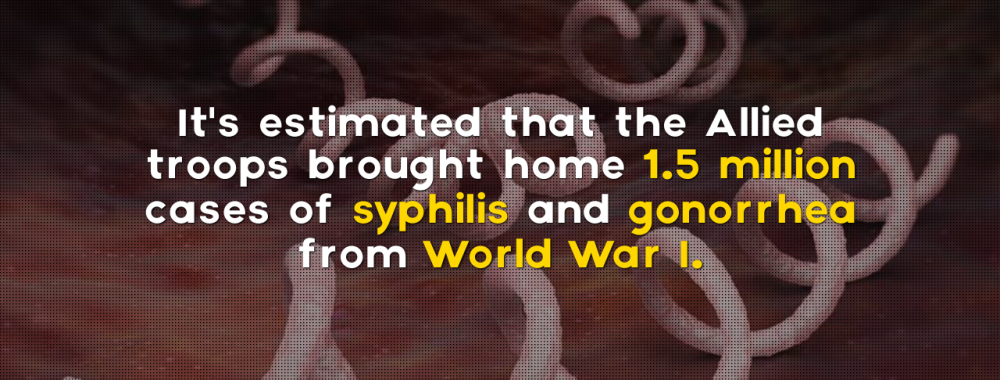 It's estimated that the Allied
troops brought home 1.5 million
cases of syphilis and gonorrhea
from World War I.